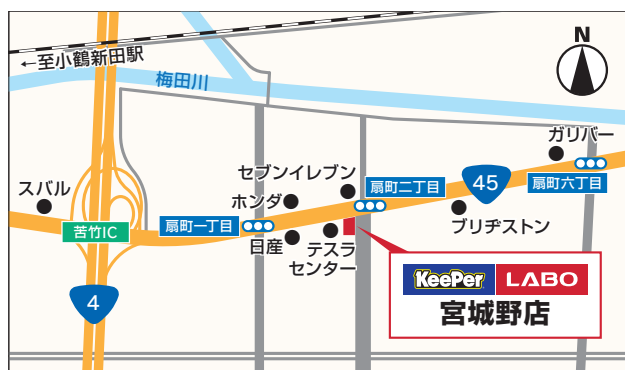 ←至小鶴新田駅
N
梅田川
ガリバー
セブンイレブン
扇町二丁目
45
扇町六丁目
スバル
ホンダ
ブリヂストン
苦竹IC
扇町一丁目
日産
テスラ
センター
KeePer LABO
4
宮城野店